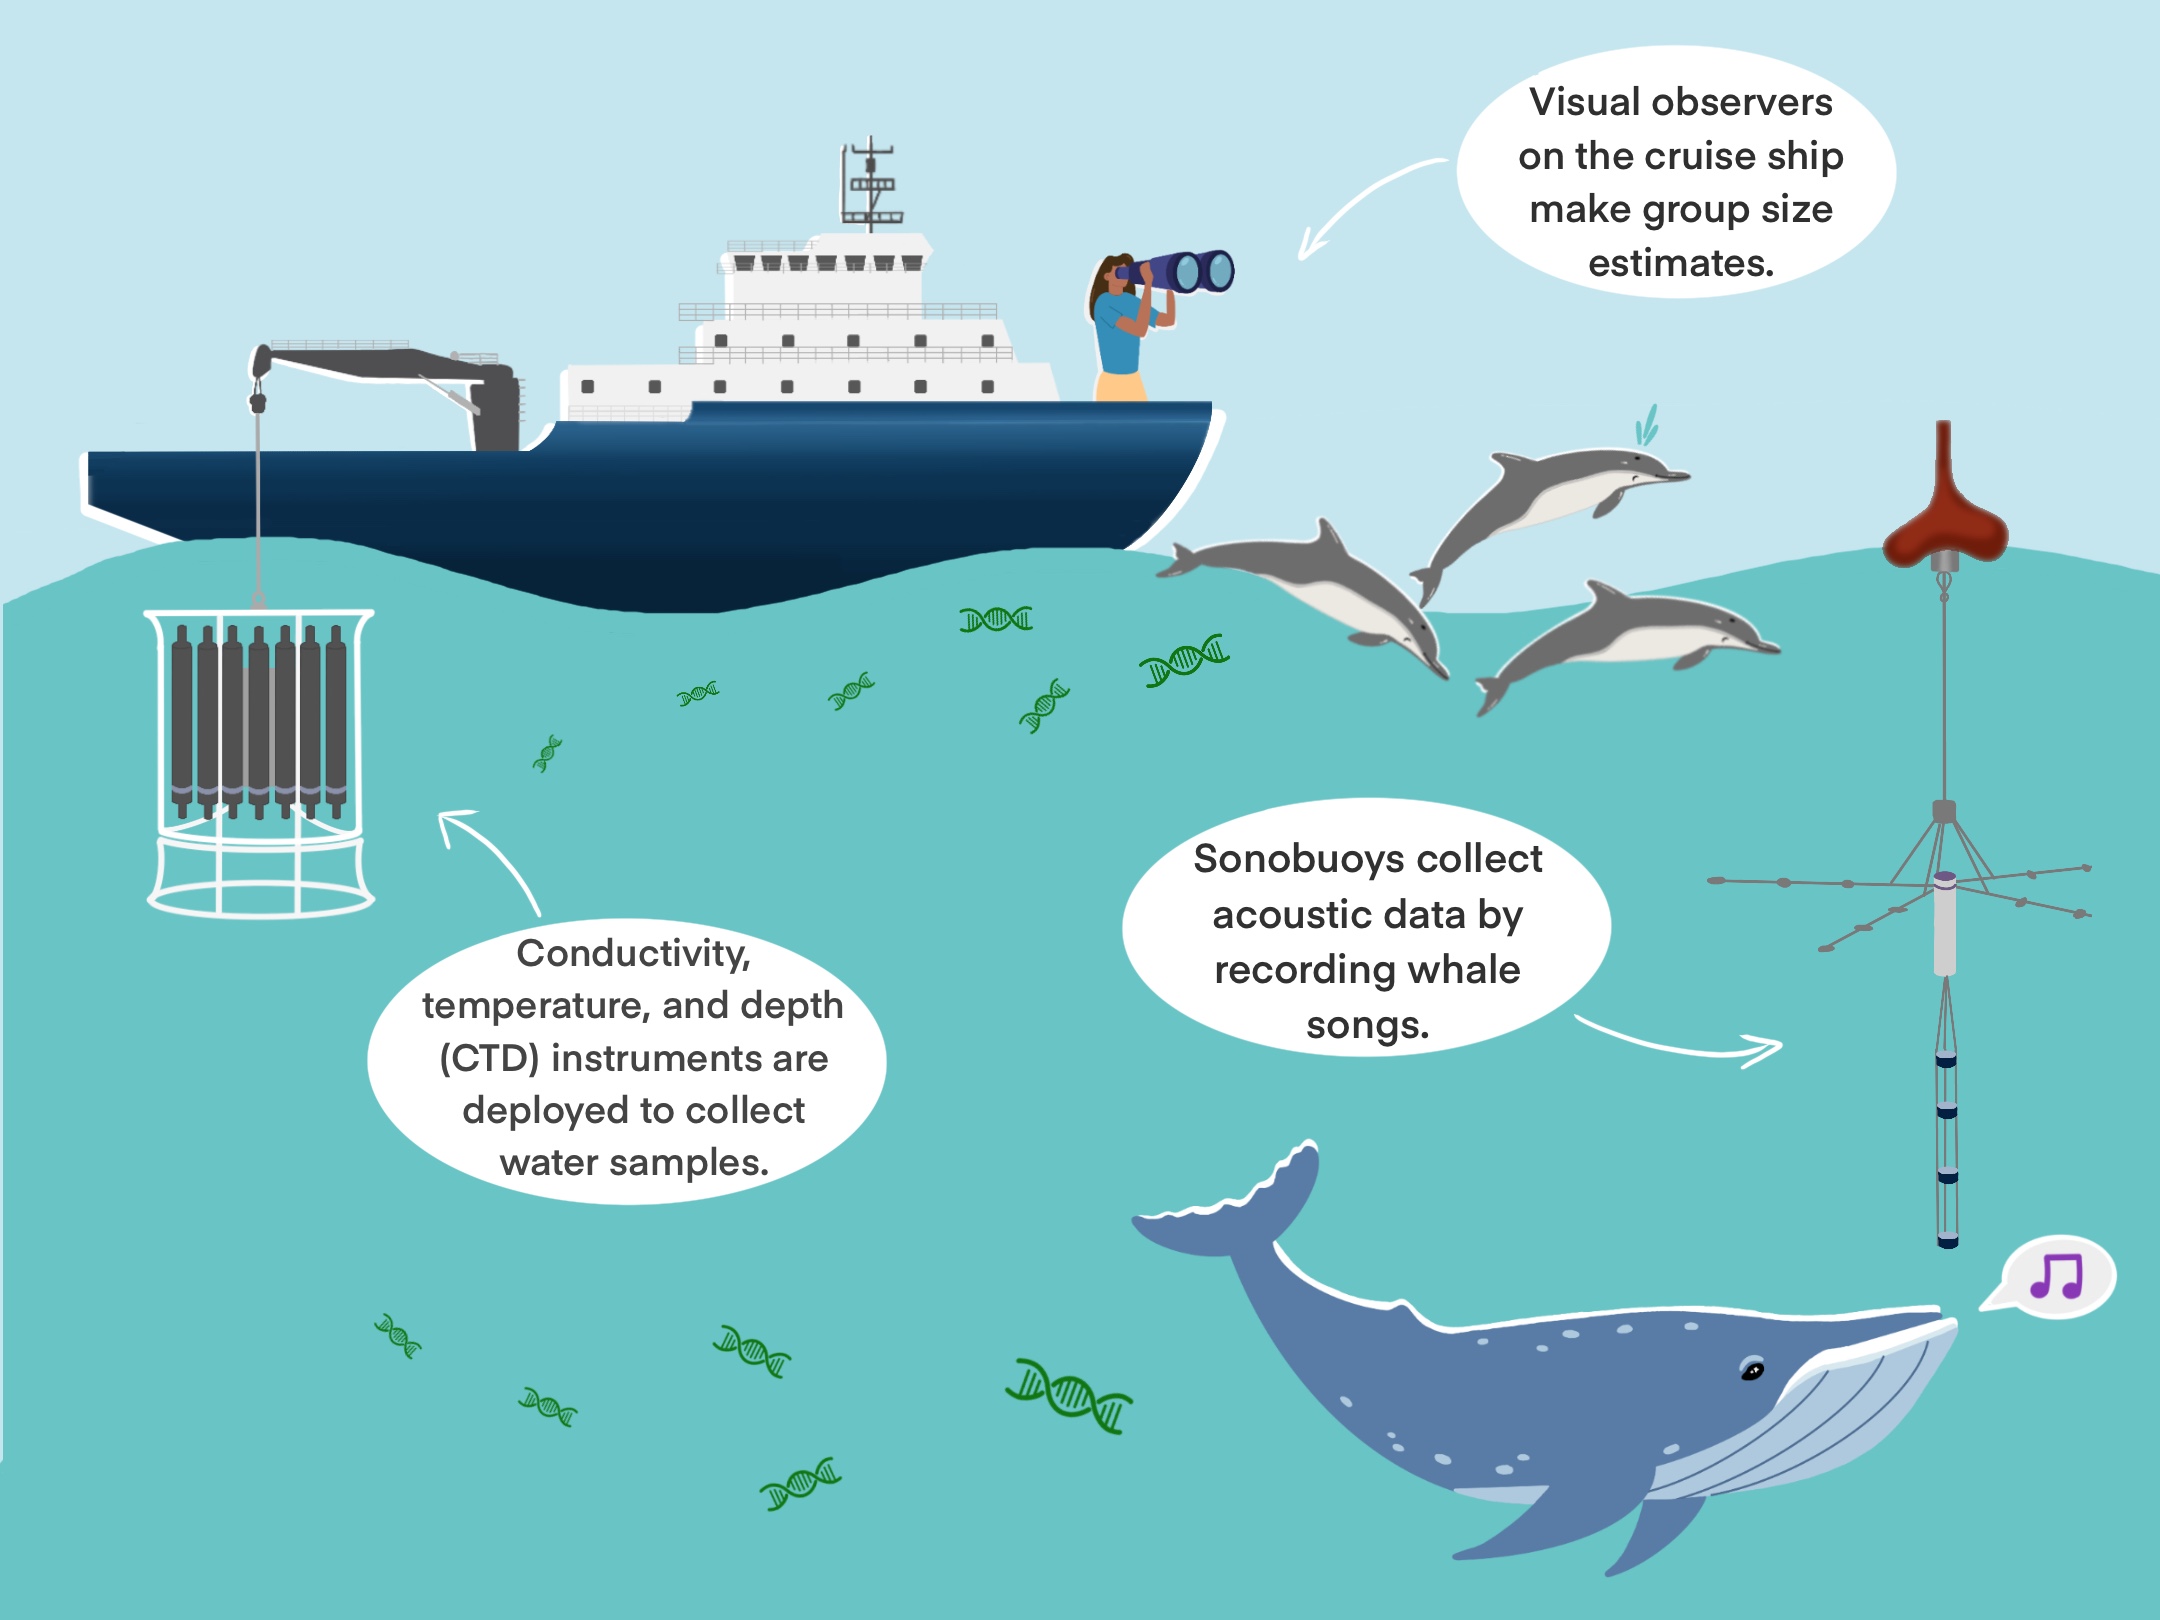 Visual observers
on the cruise ship
make group size
estimates.
Sonobuoys collect
acoustic data by
recording whale
songs.
Conductivity,
temperature, and depth
(CTD) instruments are
deployed to collect
water samples.